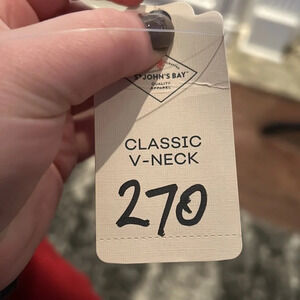 ST. JOHN'S BAY
QUALITY
APPAREL
CLASSIC
V-NECK
270